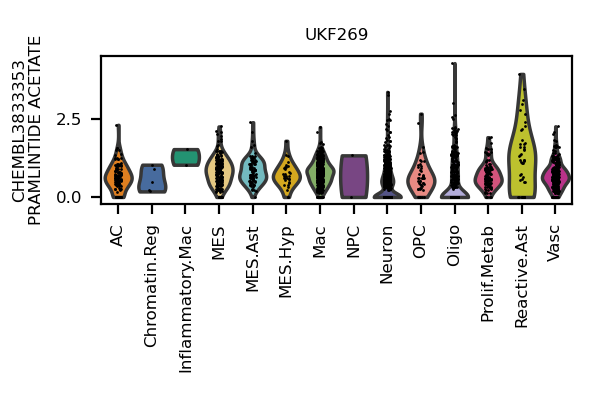 UKF269
CHEMBL3833353
PRAMLINTIDE ACETATE
2.5
0.0
AC
Chromatin.Reg
Inflammatory.Mac
MES
MES.Ast
MES.Hyp
Mac
NPC
Neuron
OPC
Oligo
Prolif.Metab
Reactive.Ast
Vasc